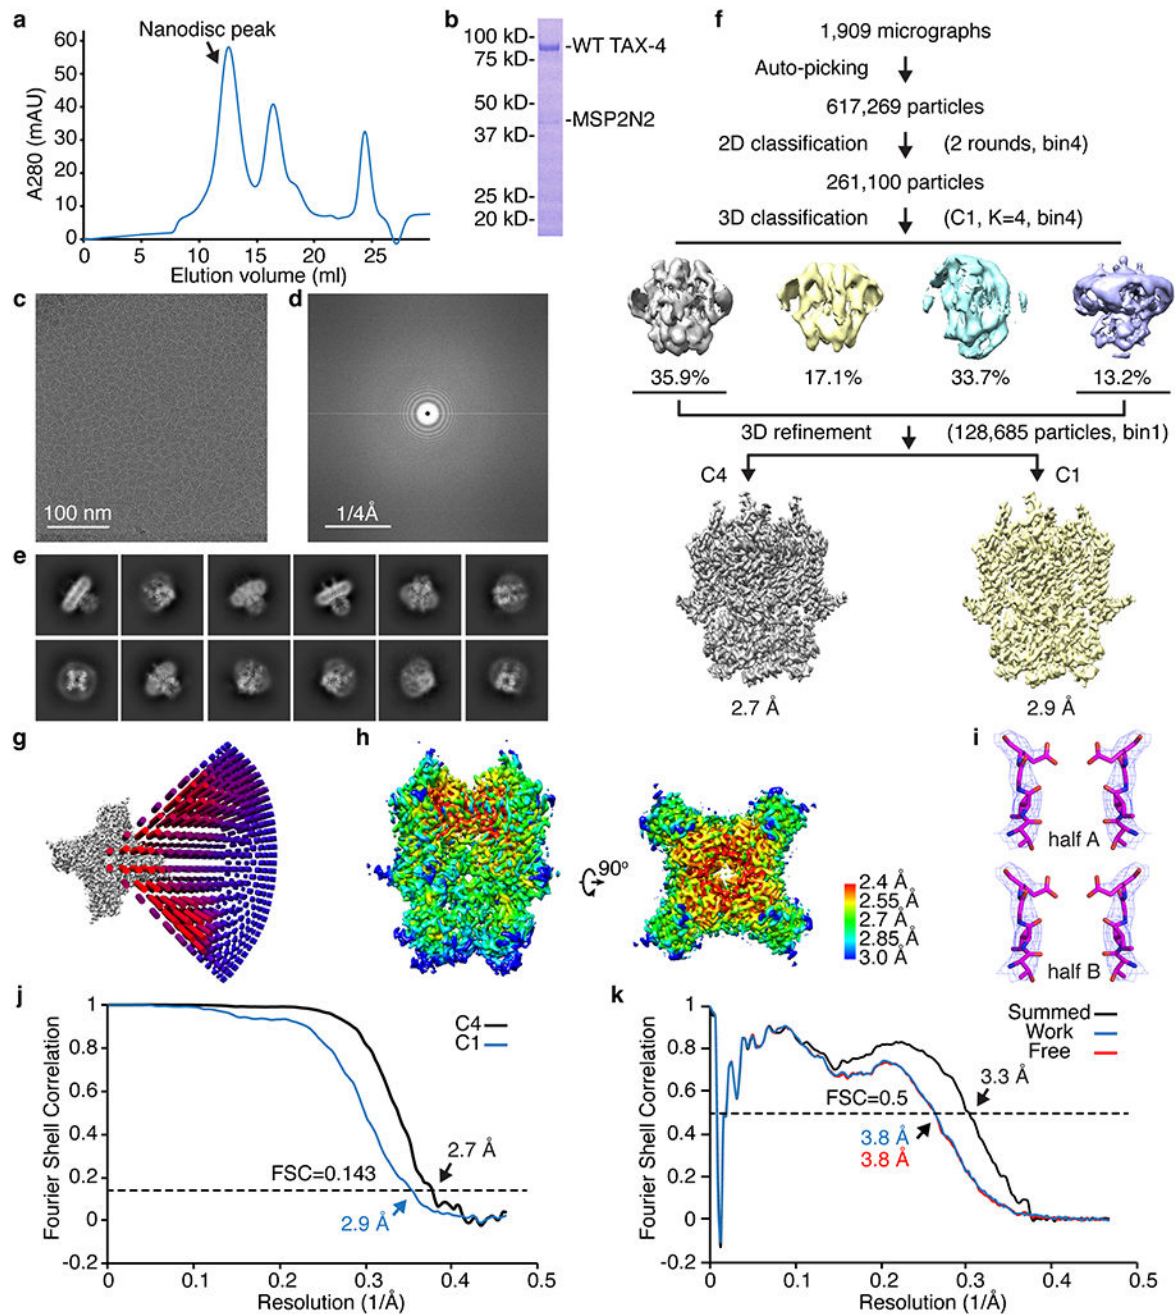 a
Nanodisc peak
60
50
40
30
20
10
0
A280 (mAU)
0 5 10 15 20 25
Elution volume (ml)
b
100 kD-
75 kD-
50 kD-
37 kD-
25 kD-
20 kD-
-WT TAX-4
-MSP2N2
c
100 nm
d
1/4Å
e
f
1,909 micrographs
Auto-picking
617,269 particles
2D classification (2 rounds, bin4)
261,100 particles
3D classification (C1, K=4, bin4)
35.9% 17.1% 33.7% 13.2%
3D refinement (128,685 particles, bin1)
C4 C1
2.7 Å 2.9 Å
g
h
90º
2.4 Å
2.55 Å
2.7 Å
2.85 Å
3.0 Å
i
half A
half B
j
1
0.8
0.6
0.4
0.2
0
-0.2
Fourier Shell Correlation
C4
C1
2.7 Å
FSC=0.143
2.9 Å
0 0.1 0.2 0.3 0.4 0.5
Resolution (1/Å)
k
1
0.8
0.6
0.4
0.2
0
-0.2
Fourier Shell Correlation
Summed
Work
Free
3.3 Å
FSC=0.5
3.8 Å
3.8 Å
0 0.1 0.2 0.3 0.4 0.5
Resolution (1/Å)